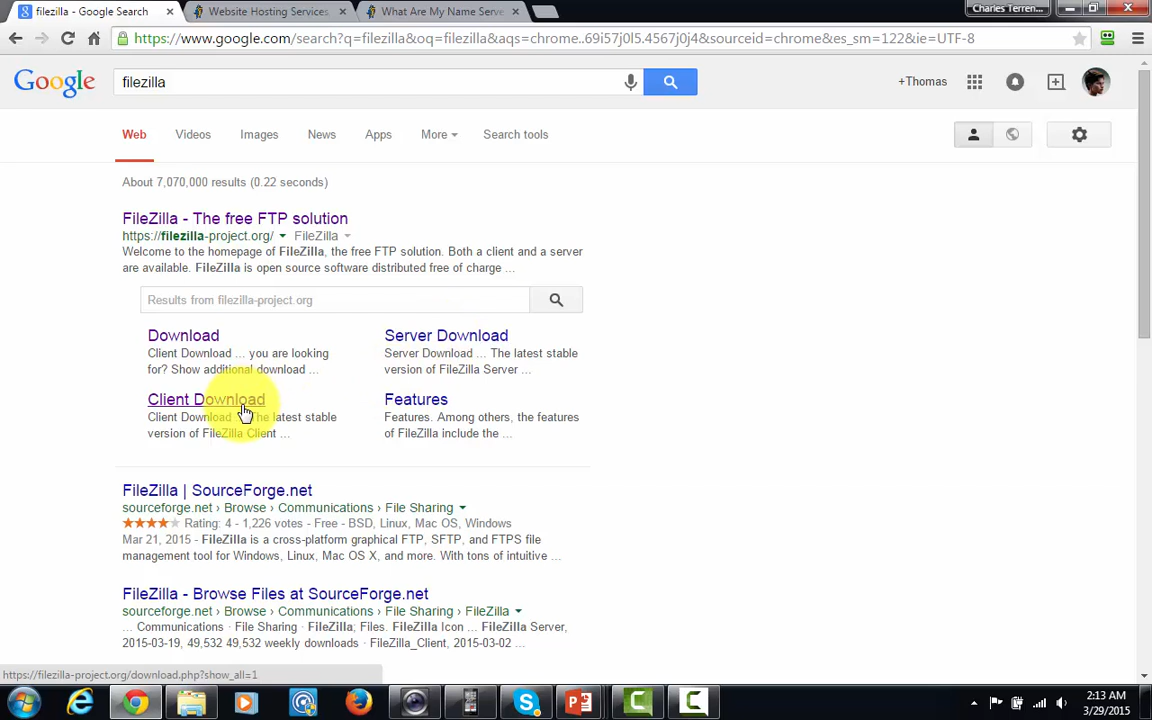 filezilla - Google Search
Website Hosting Services
What Are My Name Serve
Charles Terren...
https://www.google.com/search?q=filezilla&oq=filezilla&aqs=chrome..69i57j0l5.4567j0j4&sourceid=chrome&es_sm=122&ie=UTF-8
Google
filezilla
+Thomas
Web
Videos
Images
News
Apps
More
Search tools
About 7,070,000 results (0.22 seconds)
FileZilla - The free FTP solution
https://filezilla-project.org/ FileZilla
Welcome to the homepage of FileZilla, the free FTP solution. Both a client and a server
are available. FileZilla is open source software distributed free of charge ...
Results from filezilla-project.org
Download
Client Download ... you are looking
for? Show additional download ...
Server Download
Server Download ... The latest stable
version of FileZilla Server ...
Client Download
Client Download ... The latest stable
version of FileZilla Client ...
Features
Features. Among others, the features
of FileZilla include the ...
FileZilla | SourceForge.net
sourceforge.net › Browse › Communications › File Sharing
Rating: 4 - 1,226 votes - Free - BSD, Linux, Mac OS, Windows
Mar 21, 2015 - FileZilla is a cross-platform graphical FTP, SFTP, and FTPS file
management tool for Windows, Linux, Mac OS X, and more. With tons of intuitive ...
FileZilla - Browse Files at SourceForge.net
sourceforge.net › Browse › Communications › File Sharing › FileZilla
... Communications · File Sharing · FileZilla; Files. FileZilla Icon ... FileZilla Server,
2015-03-19, 49,532 49,532 weekly downloads · FileZilla_Client, 2015-03-02 ...
https://filezilla-project.org/download.php?show_all=1
2:13 AM
3/29/2015